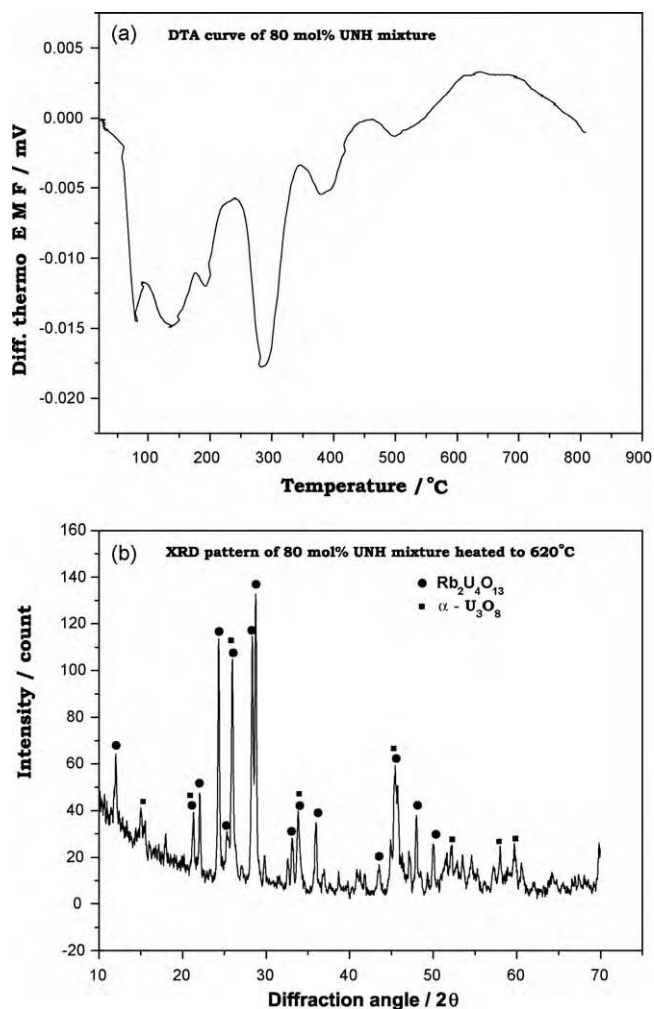 (a) DTA curve of 80 mol% UNH mixture
0.005
0.000
-0.005
-0.010
-0.015
-0.020
Diff. thermo E M F / mV
100 200 300 400 500 600 700 800 900
Temperature / °C
(b) XRD pattern of 80 mol% UNH mixture heated to 620°C
● Rb₂U₄O₁₃
■ α - U₃O₈
160
140
120
100
80
60
40
20
0
-20
Intensity / count
10 20 30 40 50 60 70
Diffraction angle / 2θ